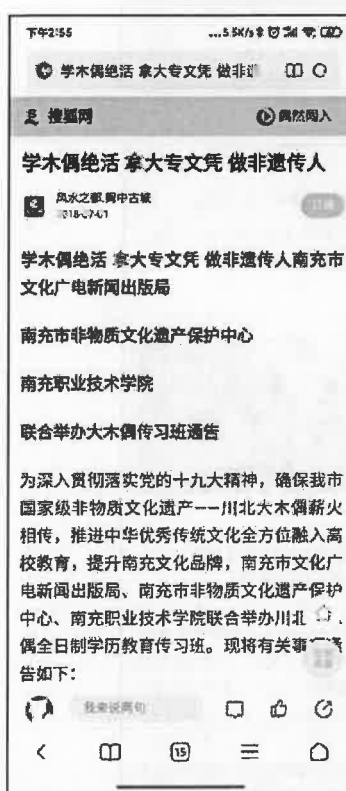 下午2:55
...5.5K/s
学木偶绝活 拿大专文凭 做非遗
搜狐网
偶然闯入
学木偶绝活 拿大专文凭 做非遗传人
风水之都,阆中古城
学木偶绝活 拿大专文凭 做非遗传人南充市
文化广电新闻出版局
南充市非物质文化遗产保护中心
南充职业技术学院
联合举办大木偶传习班通告
为深入贯彻落实党的十九大精神，确保我市
国家级非物质文化遗产——川北大木偶薪火
相传，推进中华优秀传统文化全方位融入高
校教育，提升南充文化品牌，南充市文化广
电新闻出版局、南充市非物质文化遗产保护
中心、南充职业技术学院联合举办川北
偶全日制学历教育传习班。现将有关事
告如下：
我来说两句
15